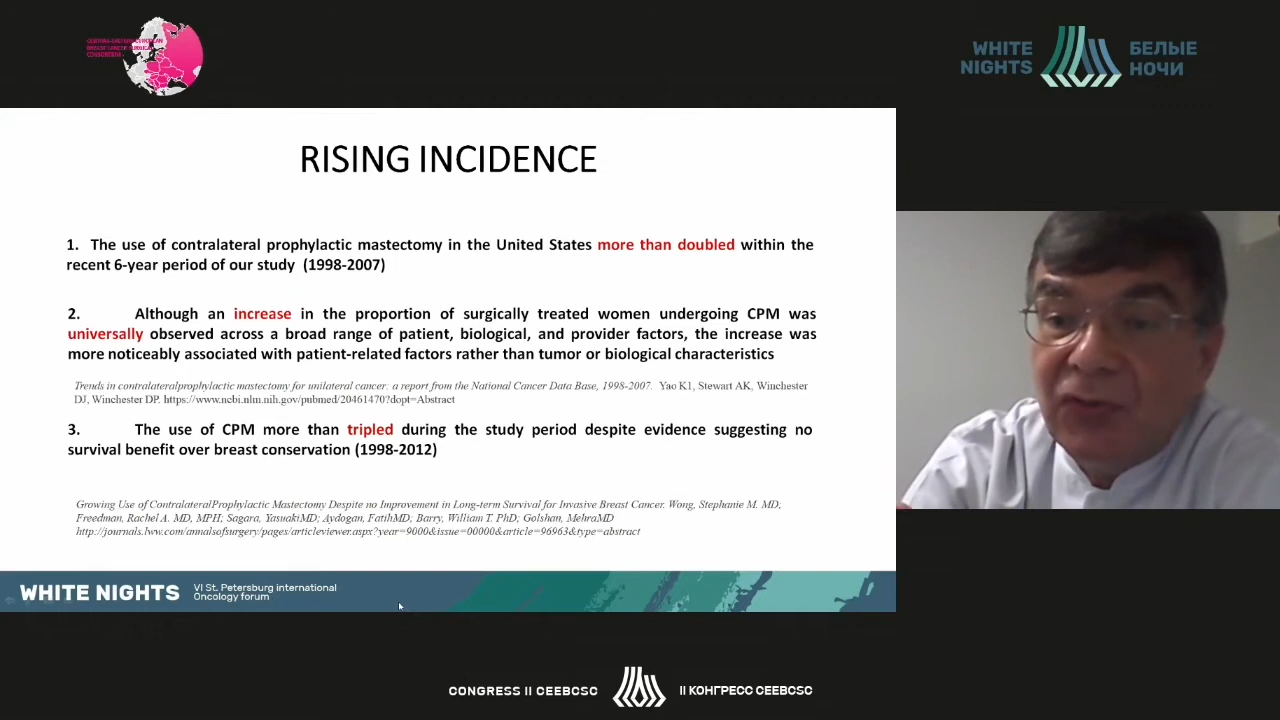 CENTRAL-EASTERN EUROPEAN
BREAST CANCER SURGICAL
CONSORTIUM
WHITE
NIGHTS
БЕЛЫЕ
НОЧИ
RISING INCIDENCE
1. The use of contralateral prophylactic mastectomy in the United States more than doubled within the
recent 6-year period of our study (1998-2007)
2. Although an increase in the proportion of surgically treated women undergoing CPM was
universally observed across a broad range of patient, biological, and provider factors, the increase was
more noticeably associated with patient-related factors rather than tumor or biological characteristics
Trends in contralateralprophylactic mastectomy for unilateral cancer: a report from the National Cancer Data Base, 1998-2007. Yao K1, Stewart AK, Winchester
DJ, Winchester DP. https://www.ncbi.nlm.nih.gov/pubmed/20461470?dopt=Abstract
3. The use of CPM more than tripled during the study period despite evidence suggesting no
survival benefit over breast conservation (1998-2012)
Growing Use of ContralateralProphylactic Mastectomy Despite no Improvement in Long-term Survival for Invasive Breast Cancer. Wong, Stephanie M. MD;
Freedman, Rachel A. MD, MPH; Sagara, YasuakiMD; Aydogan, FatihMD; Barry, William T. PhD; Golshan, MehraMD
http://journals.lww.com/annalsofsurgery/pages/articleviewer.aspx?year=9000&issue=00000&article=96963&type=abstract
WHITE NIGHTS
VI St. Petersburg international
Oncology forum
CONGRESS II CEEBCSC
II КОНГРЕСС CEEBCSC